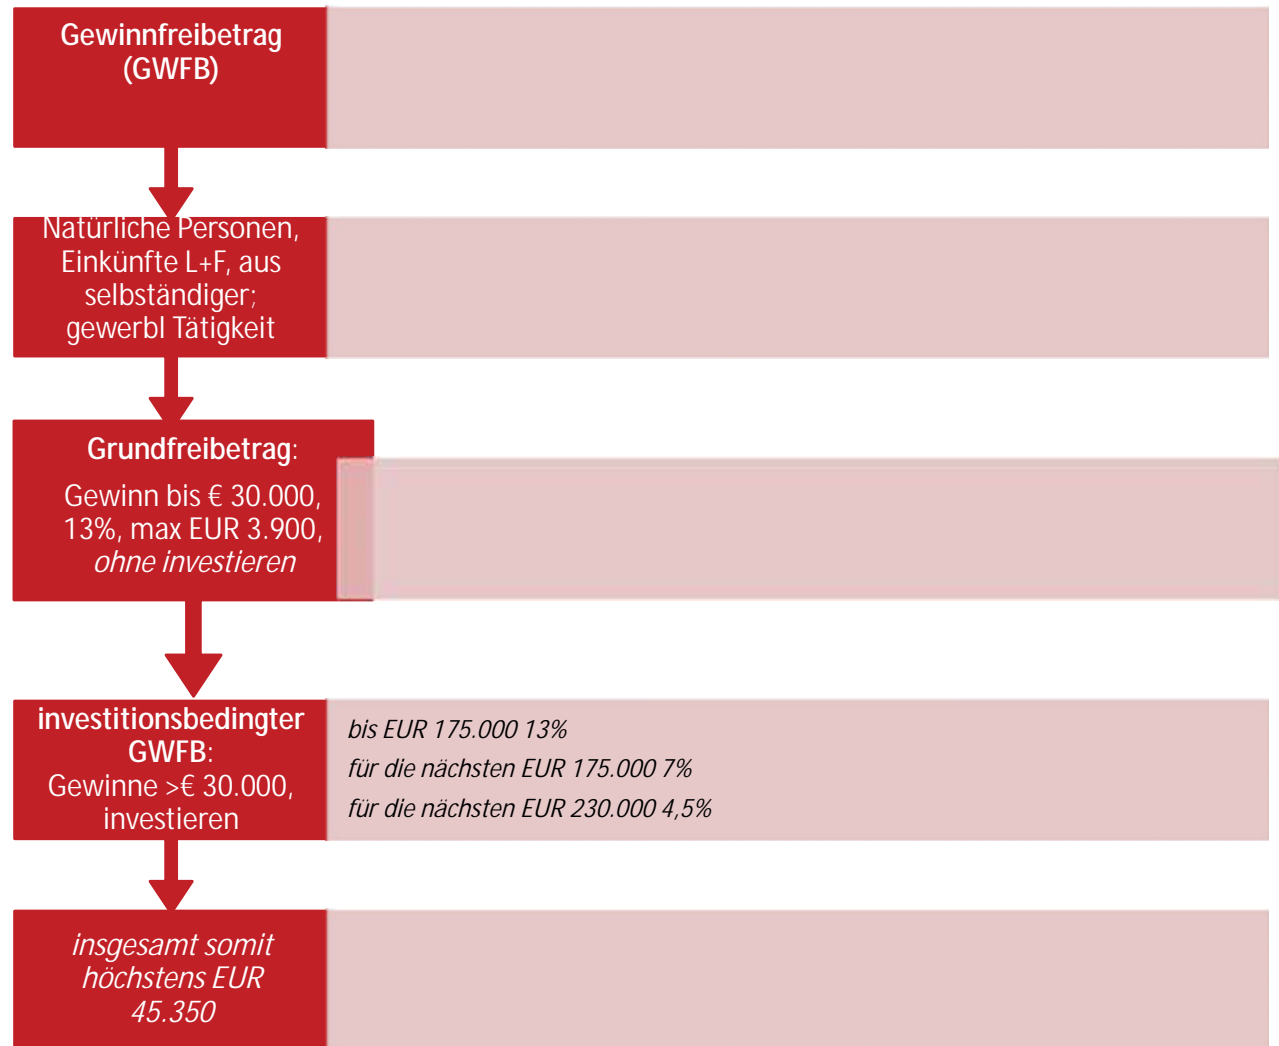 Gewinnfreibetrag
(GWFB)
Natürliche Personen,
Einkünfte L+F, aus
selbständiger;
gewerbl Tätigkeit
Grundfreibetrag:
Gewinn bis € 30.000,
13%, max EUR 3.900,
ohne investieren
investitionsbedingter
GWFB:
Gewinne >€ 30.000,
investieren
bis EUR 175.000 13%
für die nächsten EUR 175.000 7%
für die nächsten EUR 230.000 4,5%
insgesamt somit
höchstens EUR
45.350